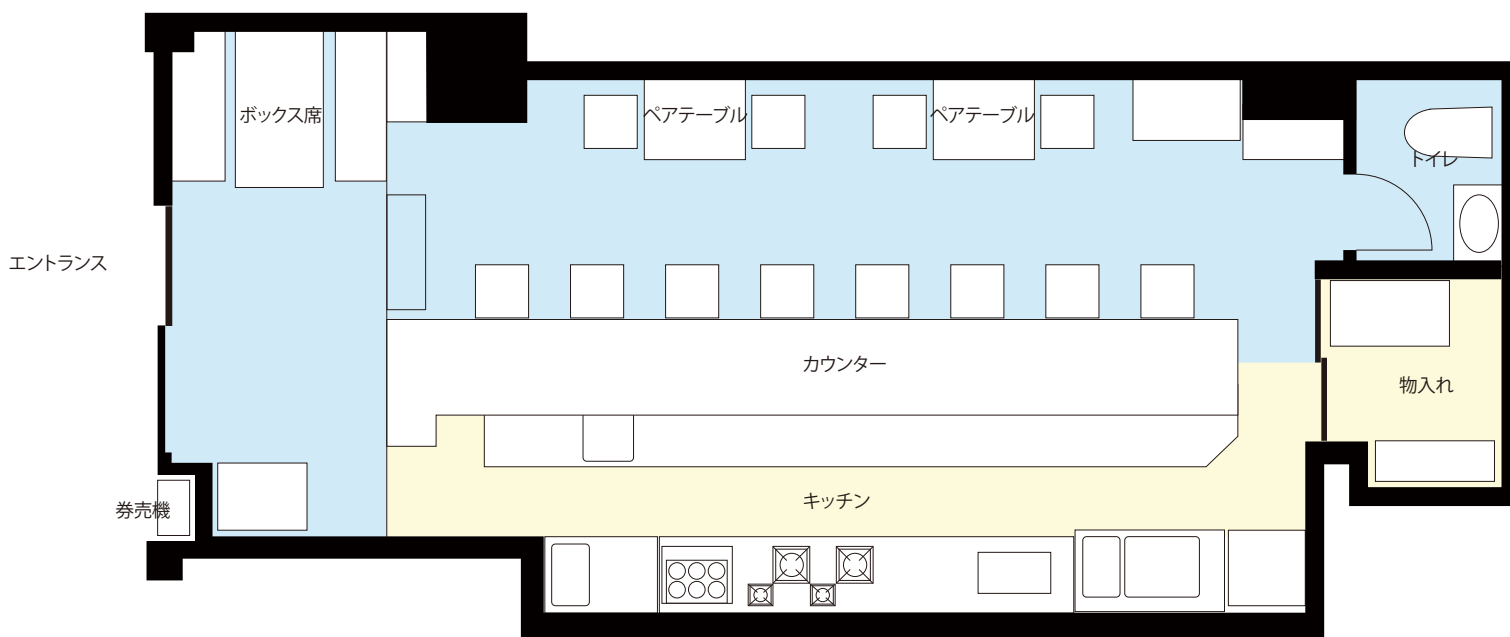 ボックス席
ペアテーブル
ペアテーブル
トイレ
エントランス
カウンター
物入れ
キッチン
券売機